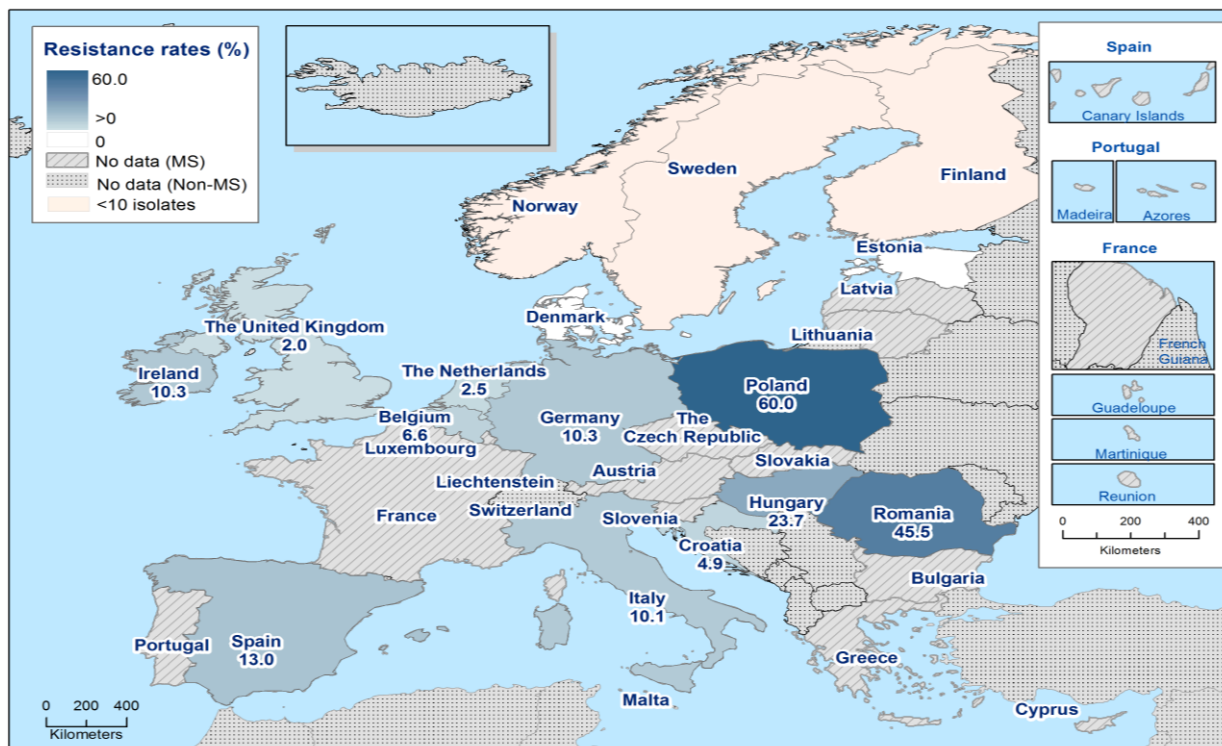 Resistance rates (%)
60.0
>0
0
No data (MS)
No data (Non-MS)
<10 isolates
Spain
Canary Islands
Portugal
Madeira
Azores
France
French
Guiana
Guadeloupe
Martinique
Reunion
0 200 400
Kilometers
Sweden
Finland
Norway
Estonia
Latvia
Denmark
Lithuania
The United Kingdom
2.0
Ireland
10.3
The Netherlands
2.5
Poland
60.0
Belgium
6.6
Germany
10.3
Luxembourg
The
Czech Republic
Slovakia
Austria
Liechtenstein
Switzerland
France
Slovenia
Hungary
23.7
Romania
45.5
Croatia
4.9
Bulgaria
Italy
10.1
Portugal
Spain
13.0
Greece
Malta
Cyprus
0 200 400
Kilometers